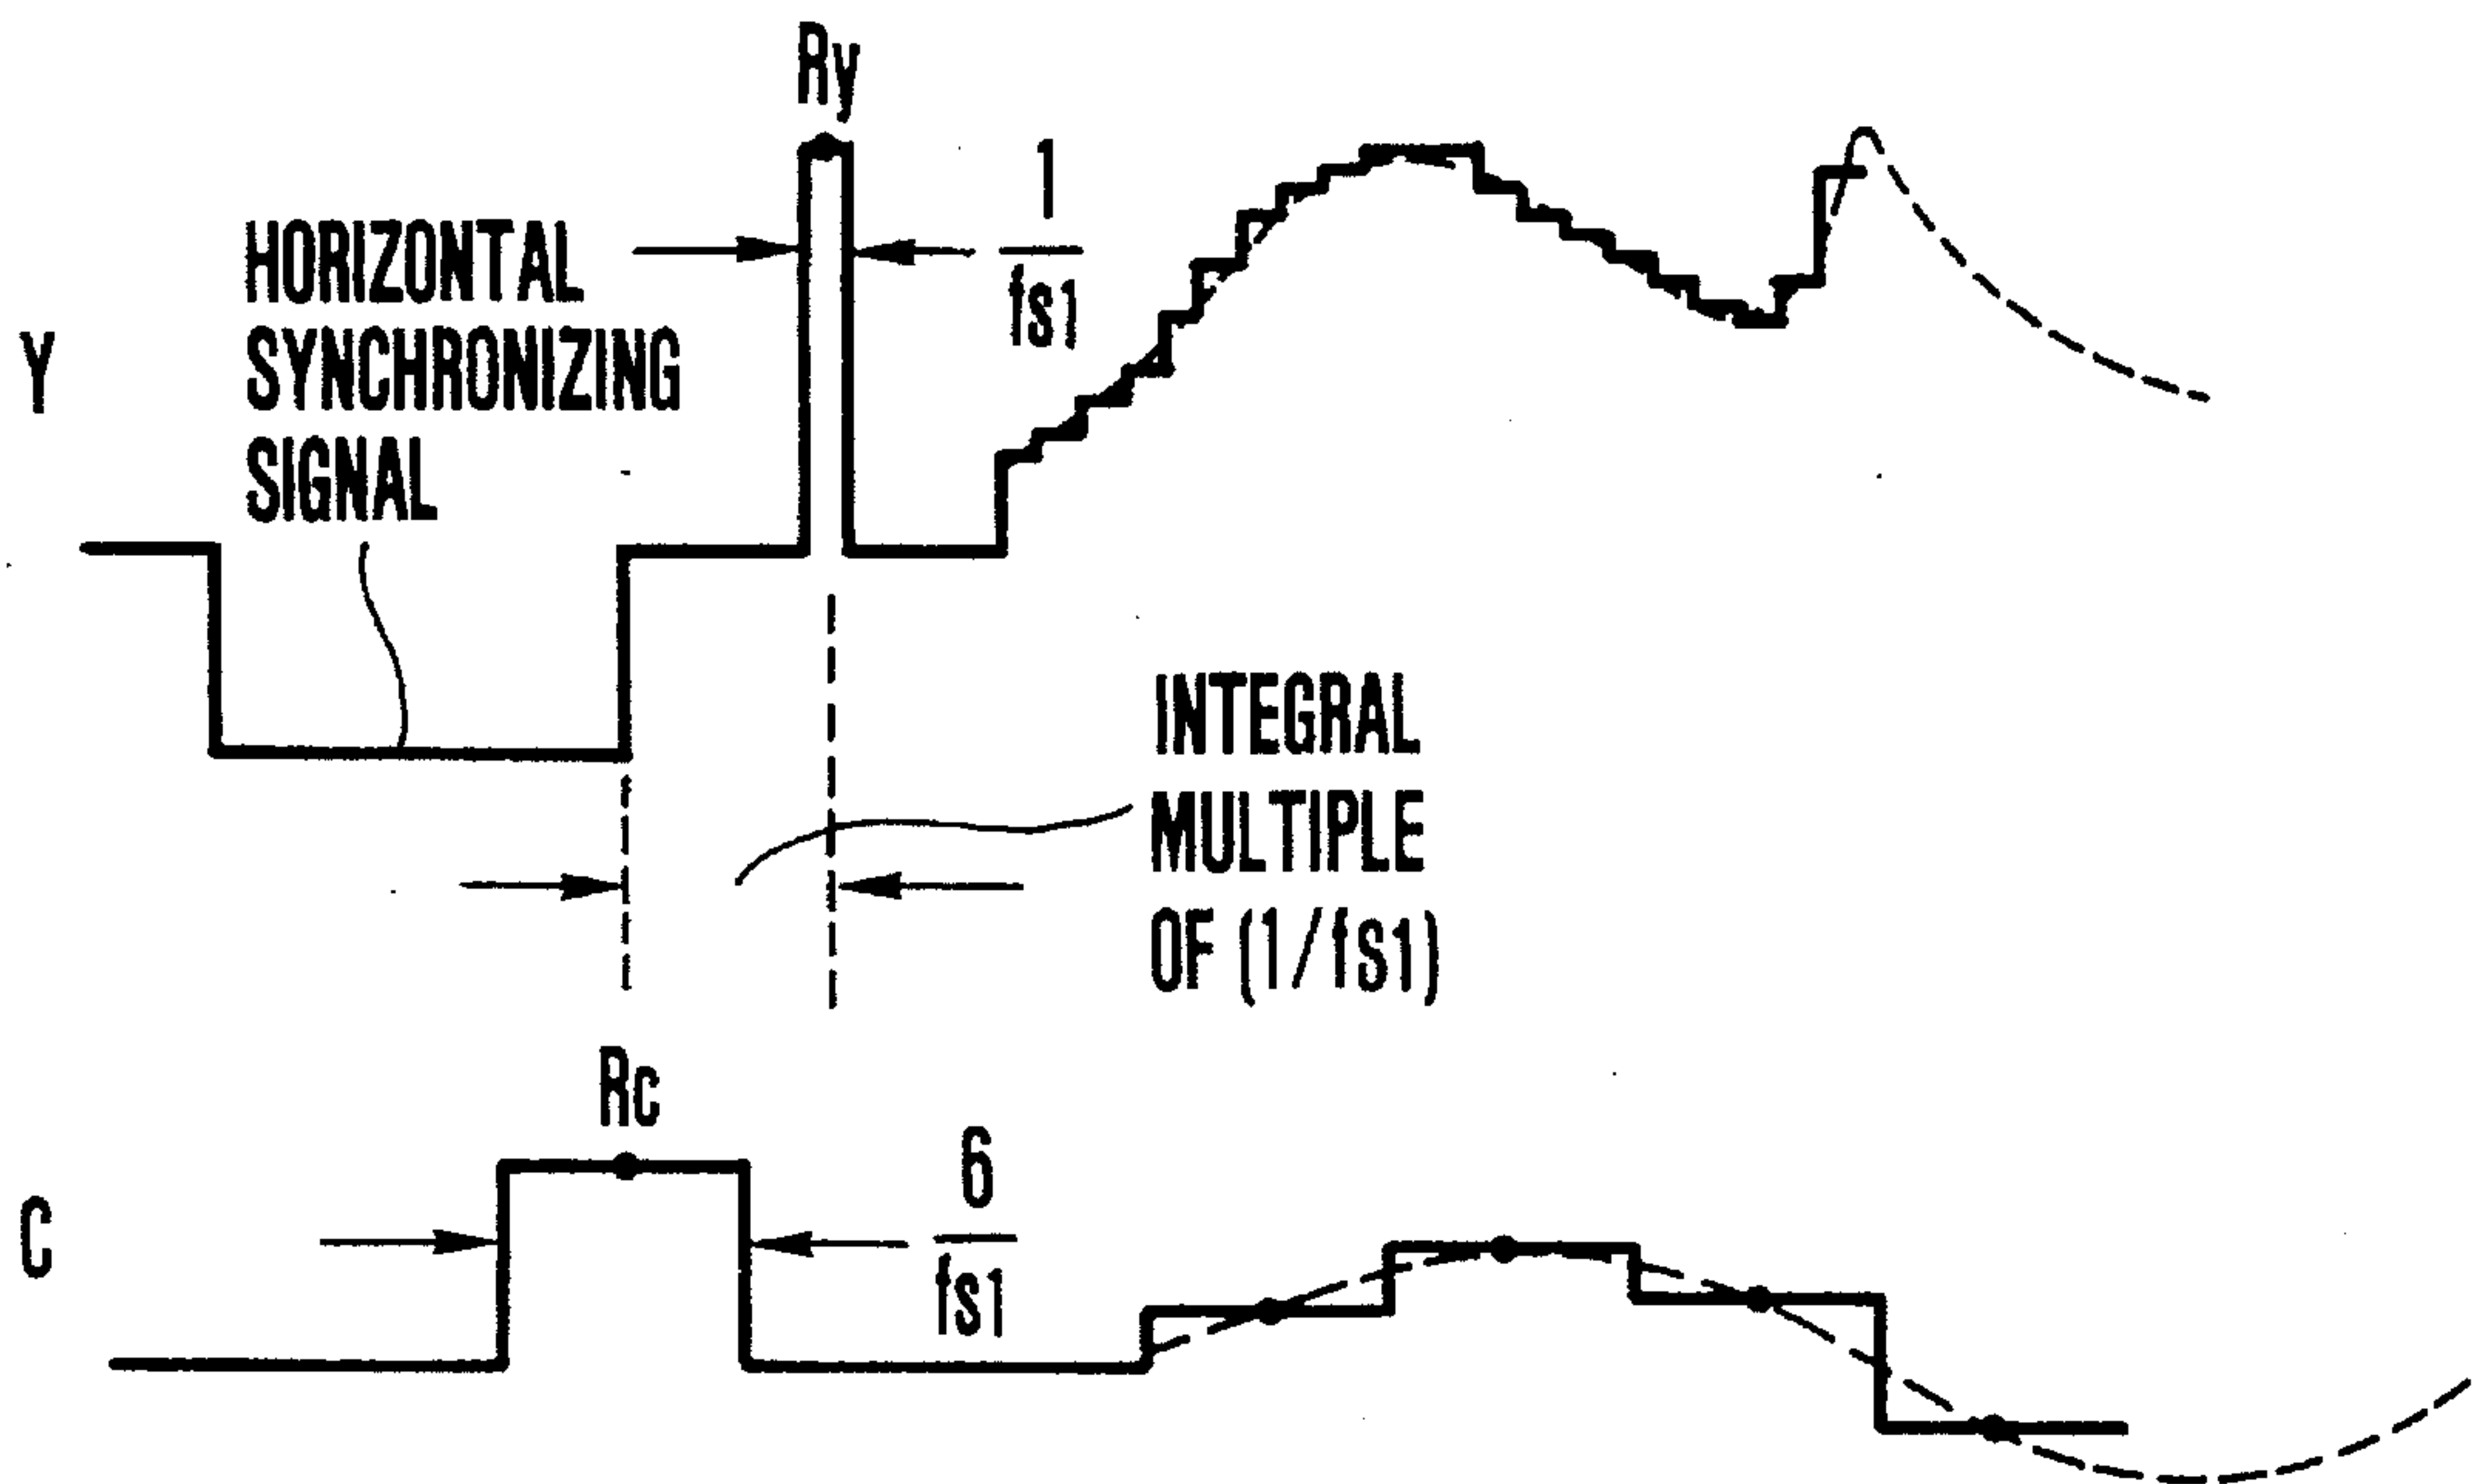 Ry
1
fs1
HORIZONTAL
SYNCHRONIZING
SIGNAL
Y
INTEGRAL
MULTIPLE
OF (1/fs1)
Rc
6
fs1
C